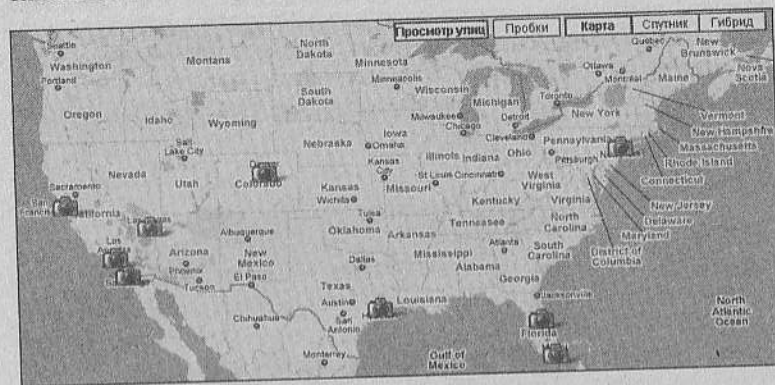 Просмотр улиц Пробки Карта Спутник Гибрид
Seattle
Washington
Portland
Montana
North Dakota
Minnesota
Minneapolis
Quebec
New Brunswick
Ottawa
Montreal
Maine
Nova Scotia
Oregon
Idaho
Wyoming
South Dakota
Wisconsin
Michigan
Toronto
New York
Vermont
New Hampshire
Massachusetts
Rhode Island
Connecticut
New Jersey
Delaware
Maryland
District of Columbia
Milwaukee
Chicago
Detroit
Cleveland
Pennsylvania
Pittsburgh
Salt Lake City
Nebraska
Iowa
Omaha
Illinois
Indiana
Ohio
Nevada
Utah
Colorado
Kansas
Kansas City
Missouri
St Louis
Cincinnati
West Virginia
Virginia
Kentucky
Sacramento
San
California
Wichita
Tulsa
Oklahoma
Arkansas
Tennessee
North Carolina
South Carolina
Atlanta
Los
Arizona
Phoenix
Tucson
Albuquerque
New Mexico
El Paso
Dallas
Mississippi
Alabama
Georgia
Texas
Austin
San Antonio
Louisiana
Jacksonville
Florida
Chihuahua
Monterrey
Gulf of Mexico
North Atlantic Ocean